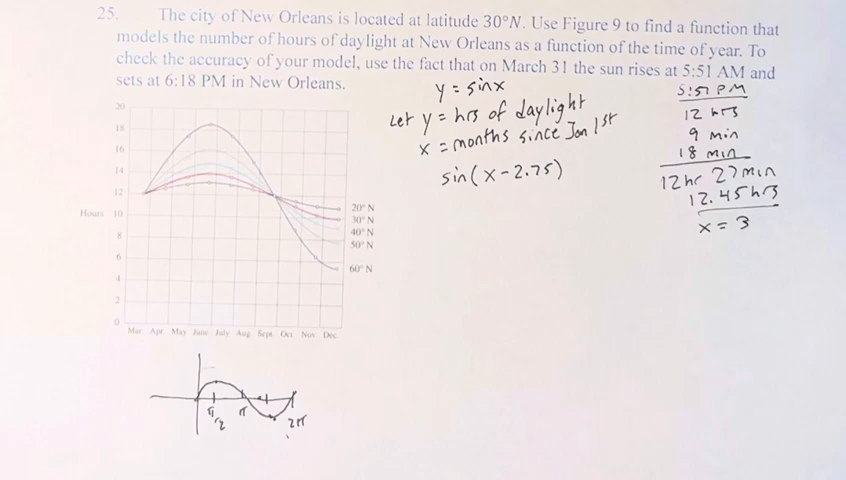 25. The city of New Orleans is located at latitude 30°N. Use Figure 9 to find a function that
models the number of hours of daylight at New Orleans as a function of the time of year. To
check the accuracy of your model, use the fact that on March 31 the sun rises at 5:51 AM and
sets at 6:18 PM in New Orleans.
y = sinx
Let y = hrs of daylight
x = months since Jan 1st
sin(x-2.75)
5:51 PM
12 hrs
9 min
18 min
12 hr 27 min
12.45 hrs
x = 3
20
18
16
14
12
Hours 10
8
6
4
2
0
20° N
30° N
40° N
50° N
60° N
Mar Apr May June July Aug Sept Oct Nov Dec
π/2 π 2π